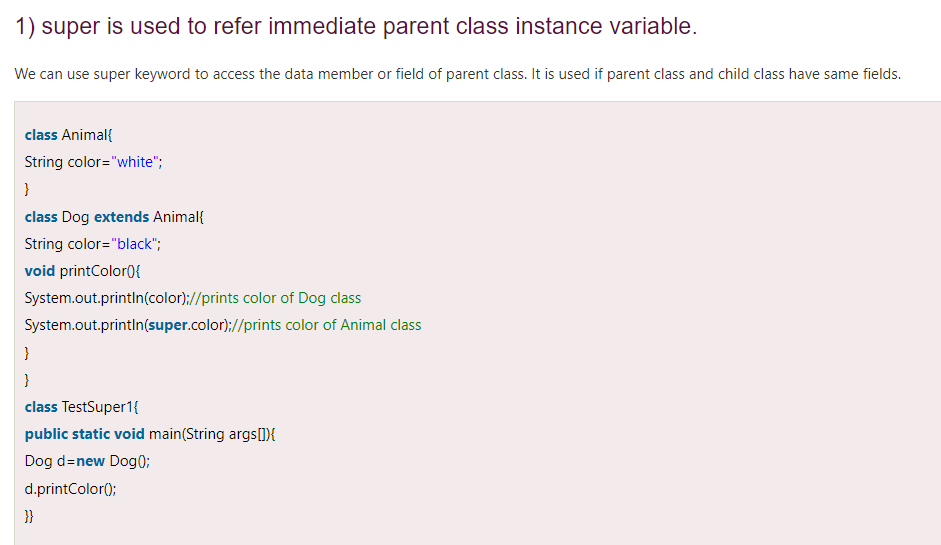 1) super is used to refer immediate parent class instance variable.
We can use super keyword to access the data member or field of parent class. It is used if parent class and child class have same fields.
class Animal{
String color="white";
}
class Dog extends Animal{
String color="black";
void printColor(){
System.out.println(color);//prints color of Dog class
System.out.println(super.color);//prints color of Animal class
}
}
class TestSuper1{
public static void main(String args[]){
Dog d=new Dog();
d.printColor();
}}